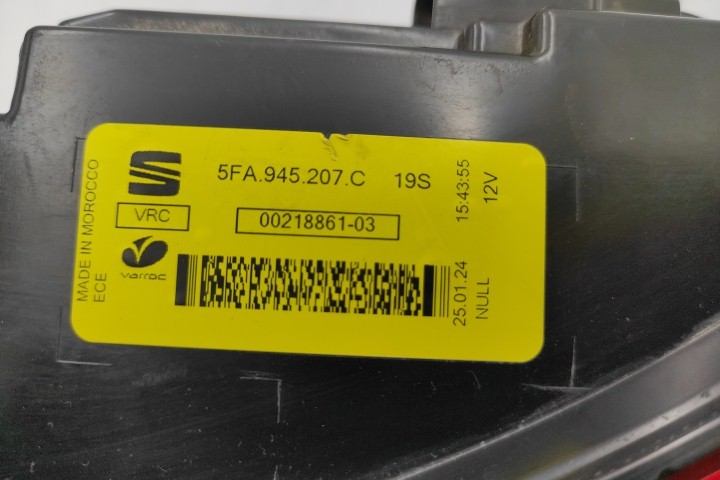 5FA.945.207.C 19S
VRC
00218861-03
varroc
MADE IN MOROCCO
ECE
25.01.24 15:43:55
NULL 12V